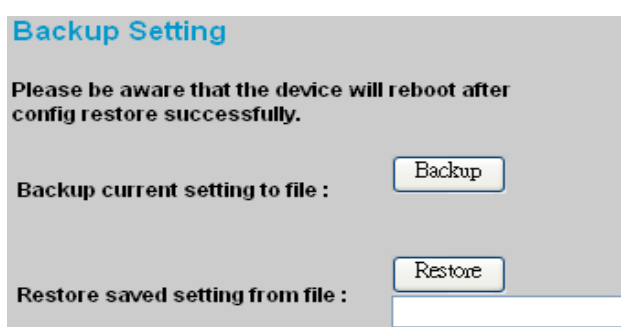 Backup Setting
Please be aware that the device will reboot after
config restore successfully.
Backup current setting to file : Backup
Restore saved setting from file : Restore